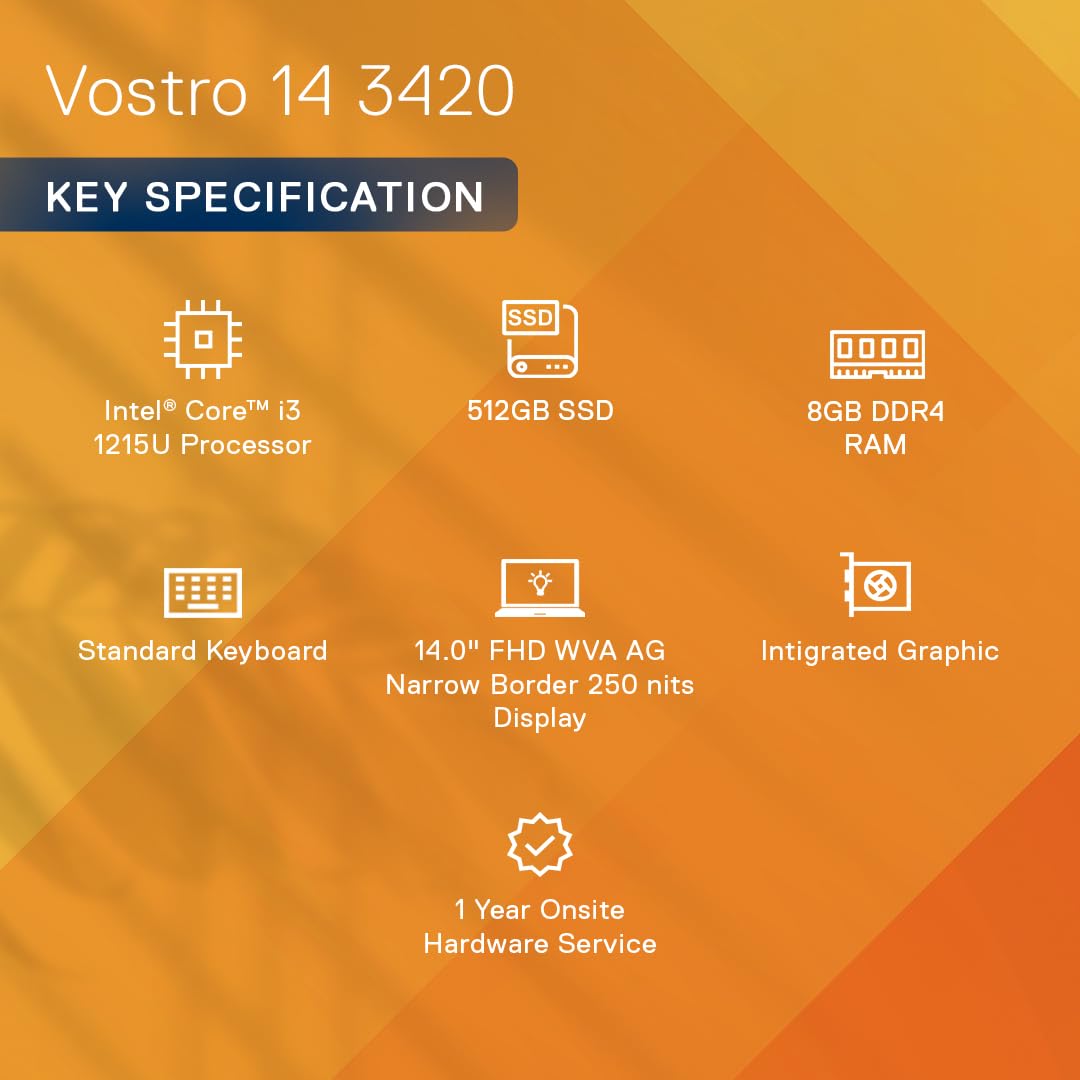 Vostro 14 3420
KEY SPECIFICATION
SSD
Intel® Core™ i3
1215U Processor
512GB SSD
8GB DDR4
RAM
Standard Keyboard
14.0" FHD WVA AG
Narrow Border 250 nits
Display
Intigrated Graphic
1 Year Onsite
Hardware Service